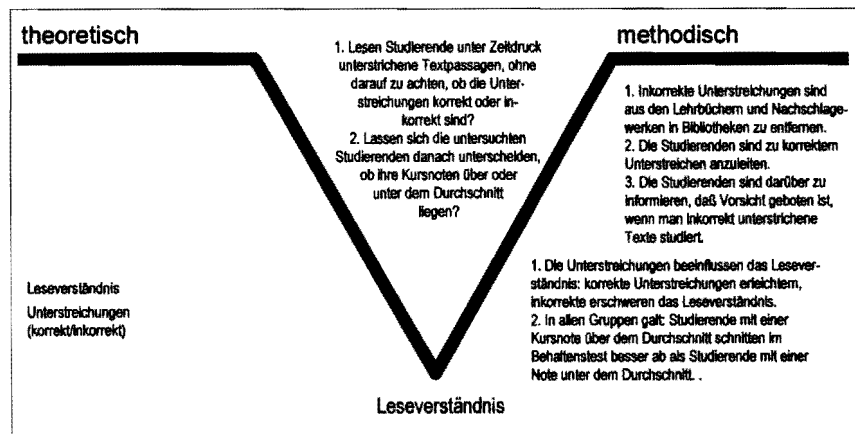 theoretisch
1. Lesen Studierende unter Zeitdruck
unterstrichene Textpassagen, ohne
darauf zu achten, ob die Unter-
streichungen korrekt oder in-
korrekt sind?
2. Lassen sich die untersuchten
Studierenden danach unterscheiden,
ob ihre Kursnoten über oder
unter dem Durchschnitt
liegen?
methodisch
1. Inkorrekte Unterstreichungen sind
aus den Lehrbüchern und Nachschlage-
werken in Bibliotheken zu entfernen.
2. Die Studierenden sind zu korrektem
Unterstreichen anzuleiten.
3. Die Studierenden sind darüber zu
informieren, daß Vorsicht geboten ist,
wenn man inkorrekt unterstrichene
Texte studiert.
1. Die Unterstreichungen beeinflussen das Lesever-
ständnis: korrekte Unterstreichungen erleichtern,
inkorrekte erschweren das Leseverständnis.
2. In allen Gruppen galt: Studierende mit einer
Kursnote über dem Durchschnitt schnitten im
Behaltenstest besser ab als Studierende mit einer
Note unter dem Durchschnitt. .
Leseverständnis
Unterstreichungen
(korrekt/inkorrekt)
Leseverständnis